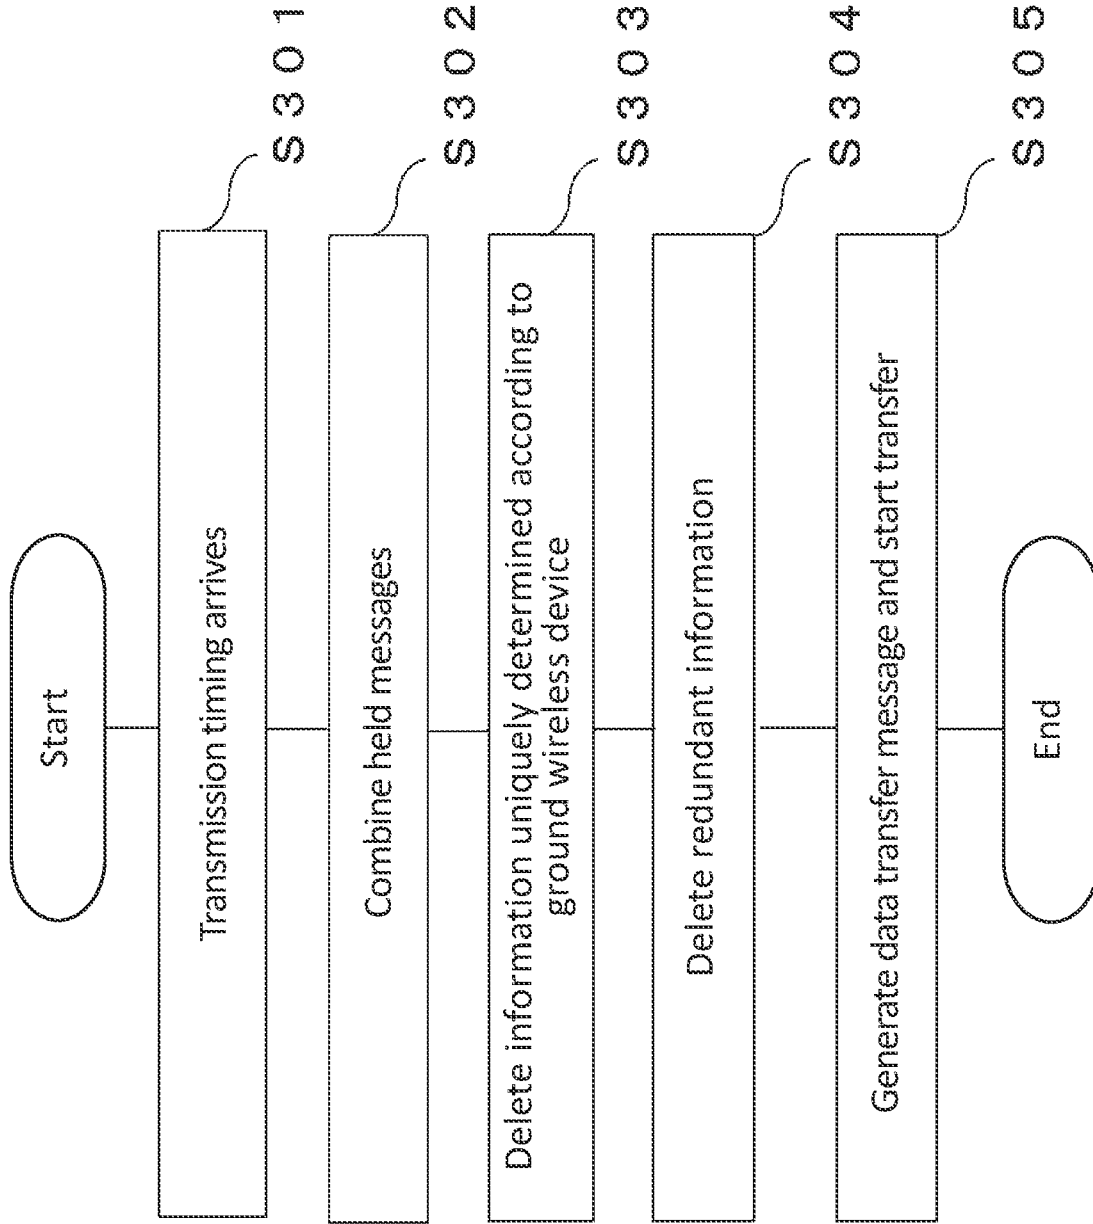 Start
Transmission timing arrives
S301
Combine held messages
S302
Delete information uniquely determined according to
ground wireless device
S303
Delete redundant information
S304
Generate data transfer message and start transfer
S305
End